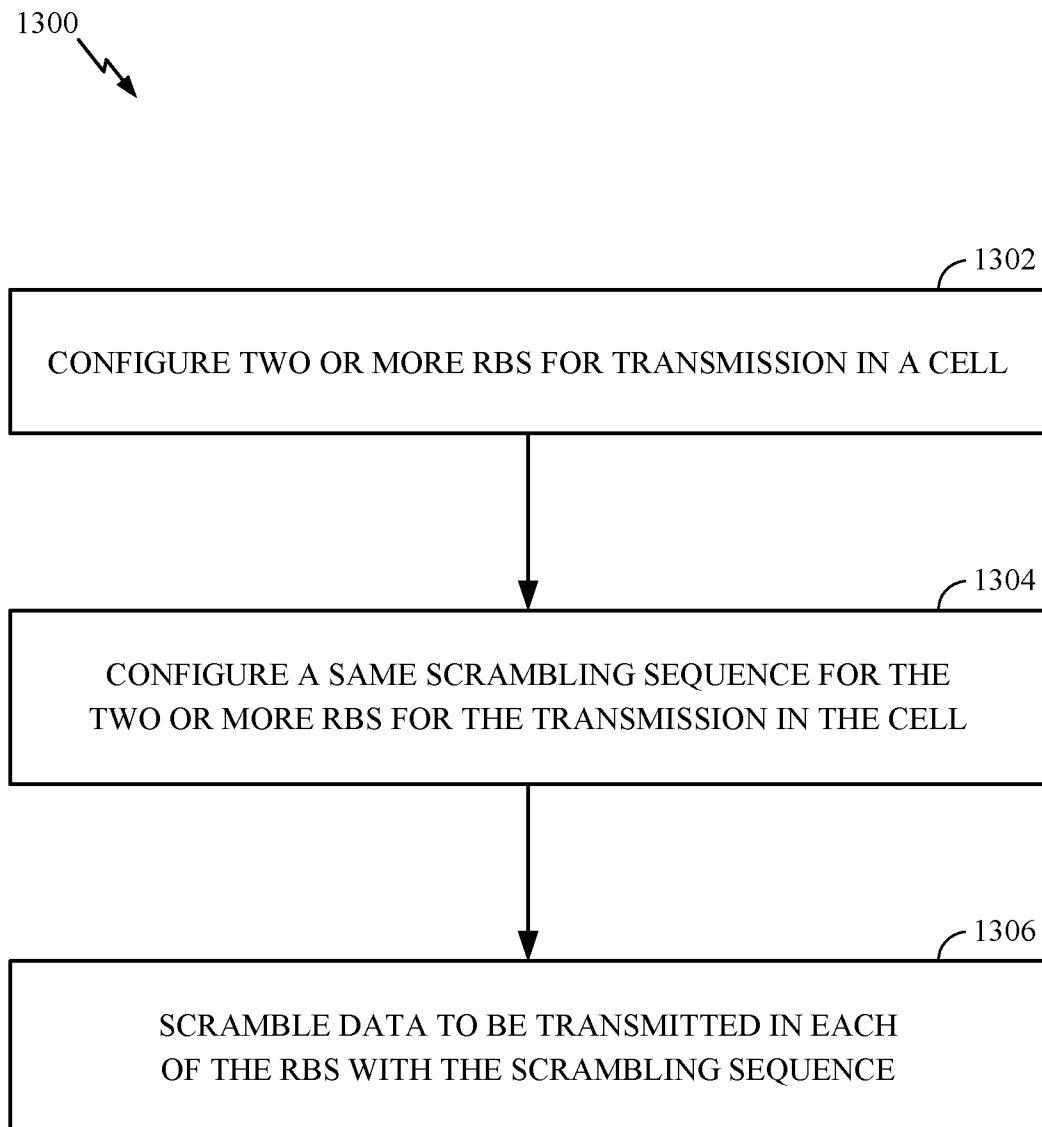 1300
1302
CONFIGURE TWO OR MORE RBS FOR TRANSMISSION IN A CELL
1304
CONFIGURE A SAME SCRAMBLING SEQUENCE FOR THE
TWO OR MORE RBS FOR THE TRANSMISSION IN THE CELL
1306
SCRAMBLE DATA TO BE TRANSMITTED IN EACH
OF THE RBS WITH THE SCRAMBLING SEQUENCE